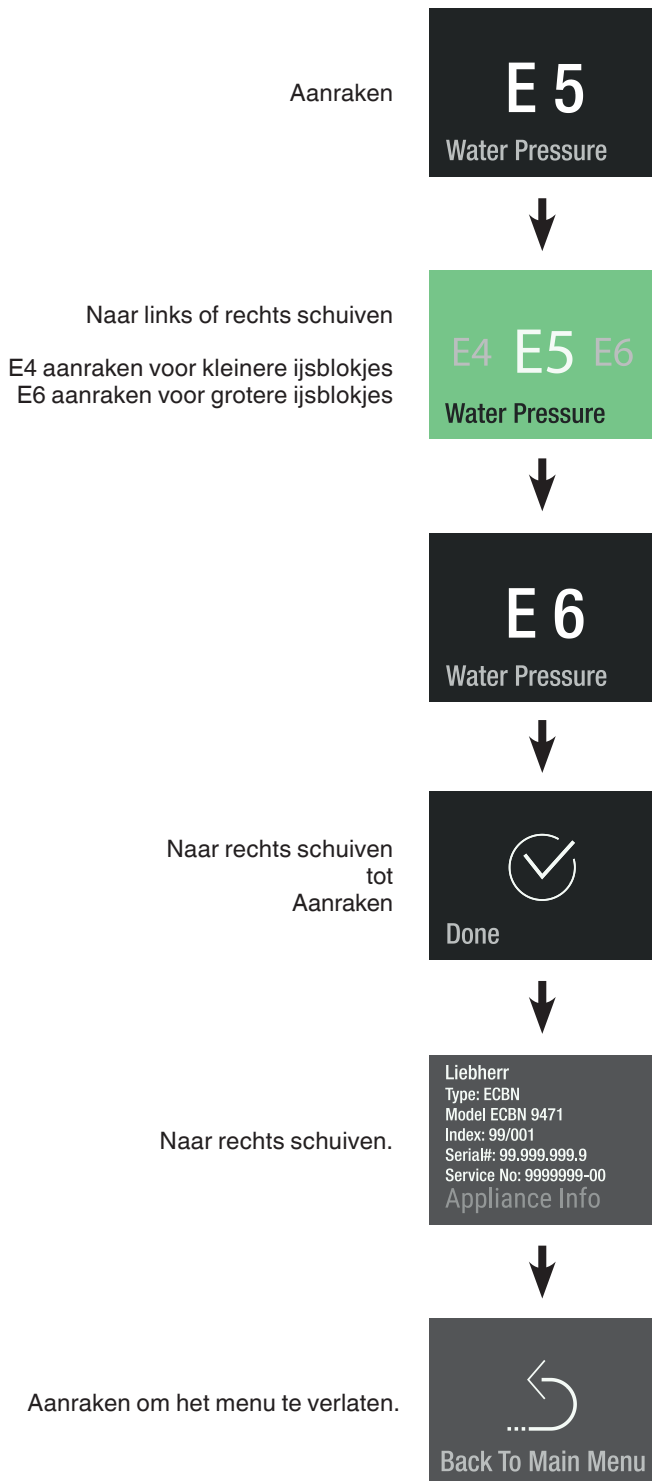 Aanraken
E 5
Water Pressure
Naar links of rechts schuiven
E4 aanraken voor kleinere ijsblokjes
E6 aanraken voor grotere ijsblokjes
E4 E5 E6
Water Pressure
E 6
Water Pressure
Naar rechts schuiven
tot
Aanraken
Done
Naar rechts schuiven.
Liebherr
Type: ECBN
Model ECBN 9471
Index: 99/001
Serial#: 99.999.999.9
Service No: 9999999-00
Appliance Info
Aanraken om het menu te verlaten.
Back To Main Menu